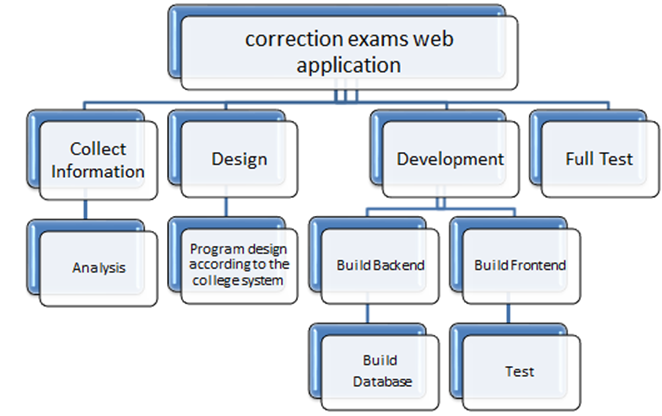 correction exams web
application
Collect
Information
Design
Development
Full Test
Analysis
Program design
according to the
college system
Build Backend
Build Frontend
Build
Database
Test